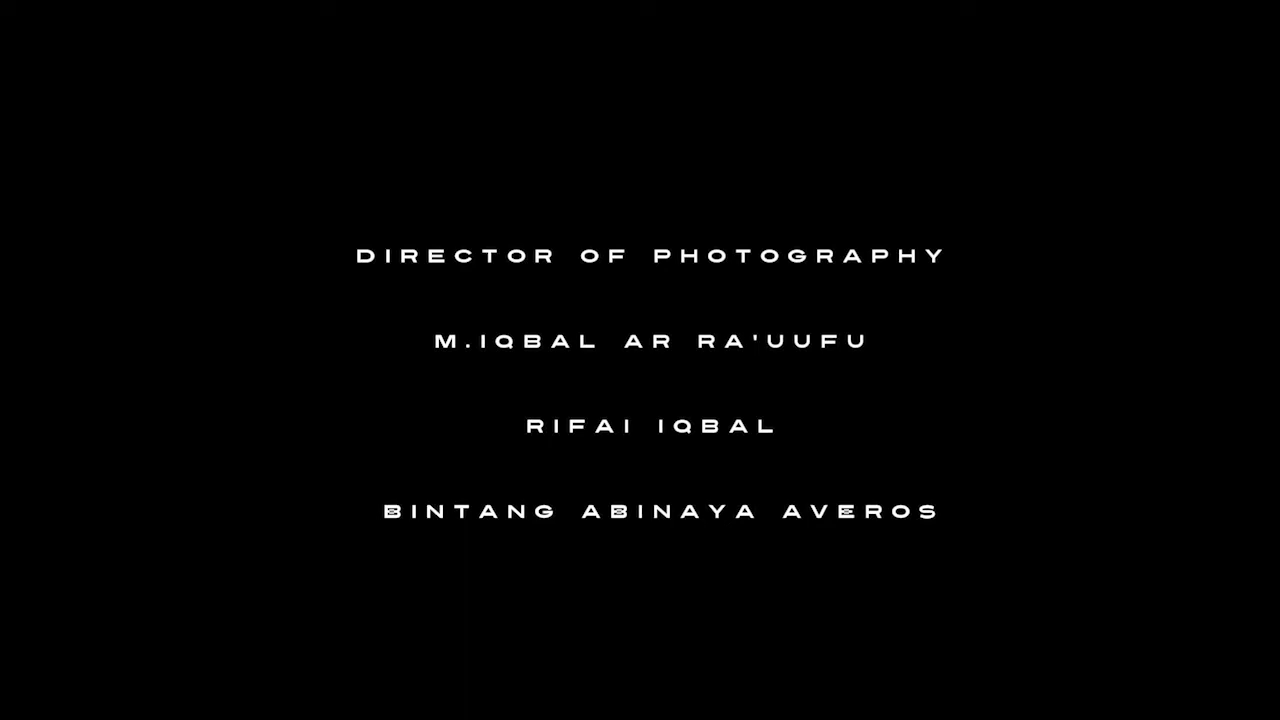 DIRECTOR OF PHOTOGRAPHY
M.IQBAL AR RA'UUFU
RIFAI IQBAL
BINTANG ABINAYA AVEROS